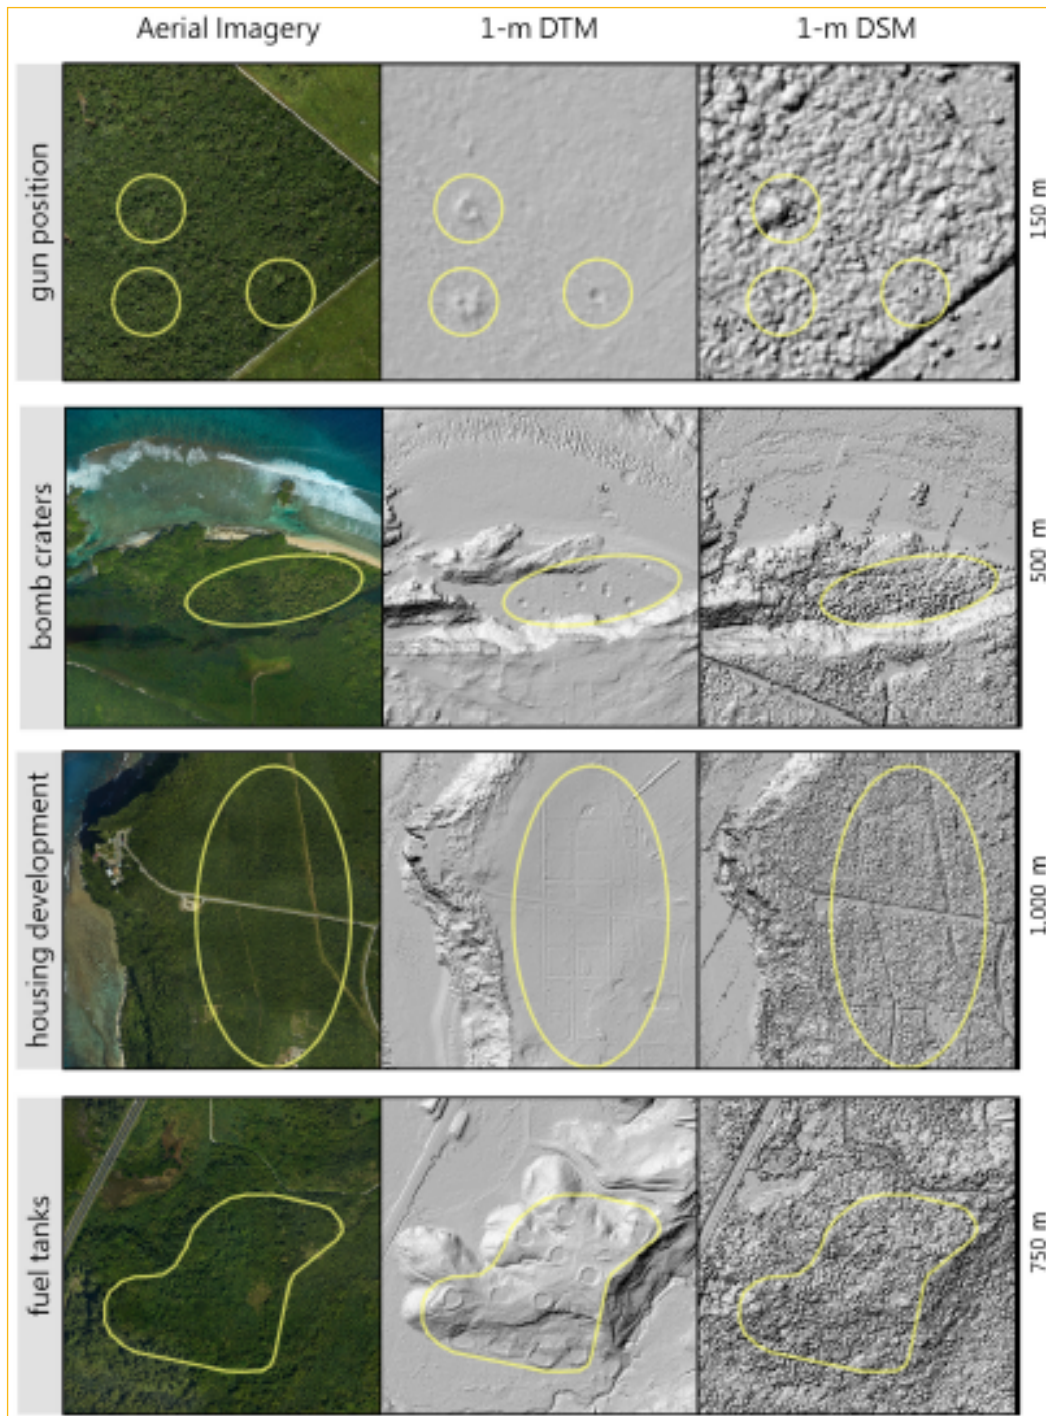 Aerial Imagery 1-m DTM 1-m DSM
gun position
150 m
bomb craters
500 m
housing development
1,000 m
fuel tanks
750 m